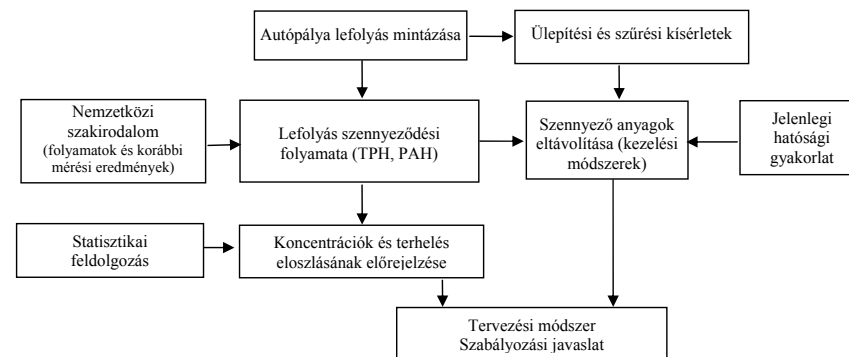 Autópálya lefolyás mintázása
Ülepítési és szűrési kísérletek
Nemzetközi
szakirodalom
(folyamatok és korábbi
mérési eredmények)
Lefolyás szennyeződési
folyamata (TPH, PAH)
Szennyező anyagok
eltávolítása (kezelési
módszerek)
Jelenlegi
hatósági
gyakorlat
Statisztikai
feldolgozás
Koncentrációk és terhelés
eloszlásának előrejelzése
Tervezési módszer
Szabályozási javaslat